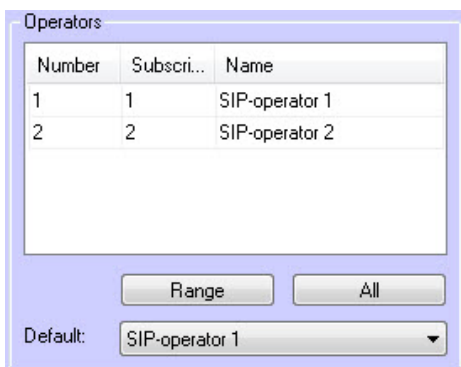 Operators
Number Subscri... Name
1 1 SIP-operator 1
2 2 SIP-operator 2
Range All
Default: SIP-operator 1